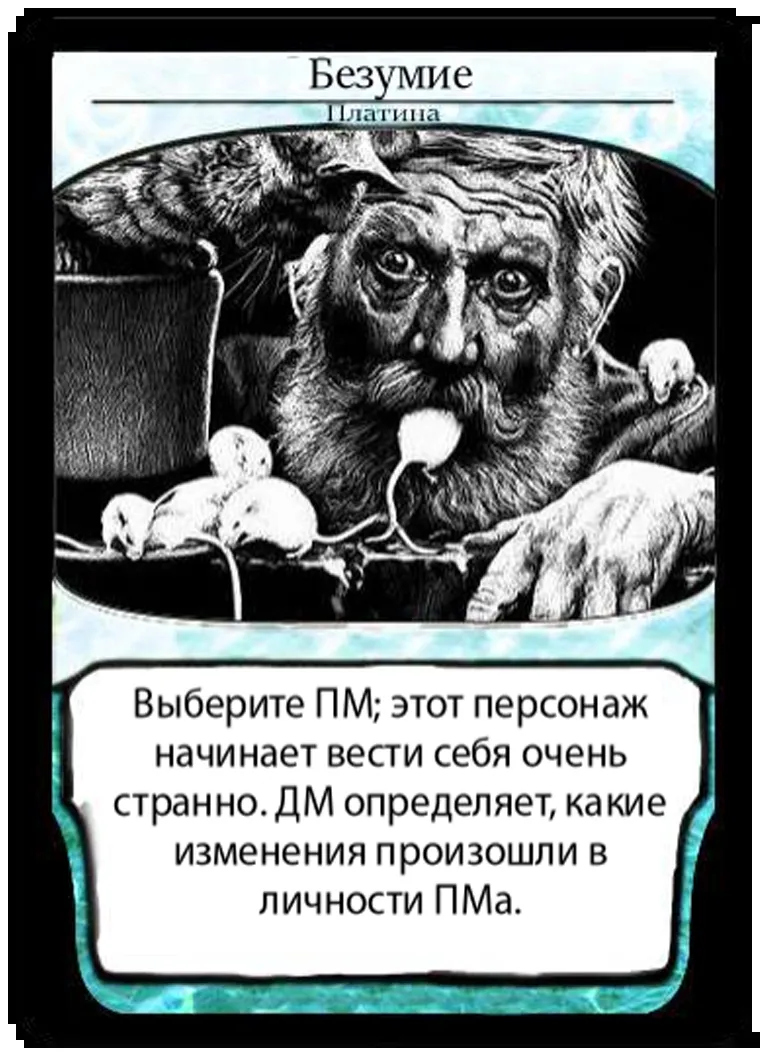 Безумие
Платина
Выберите ПМ; этот персонаж
начинает вести себя очень
странно. ДМ определяет, какие
изменения произошли в
личности ПМа.